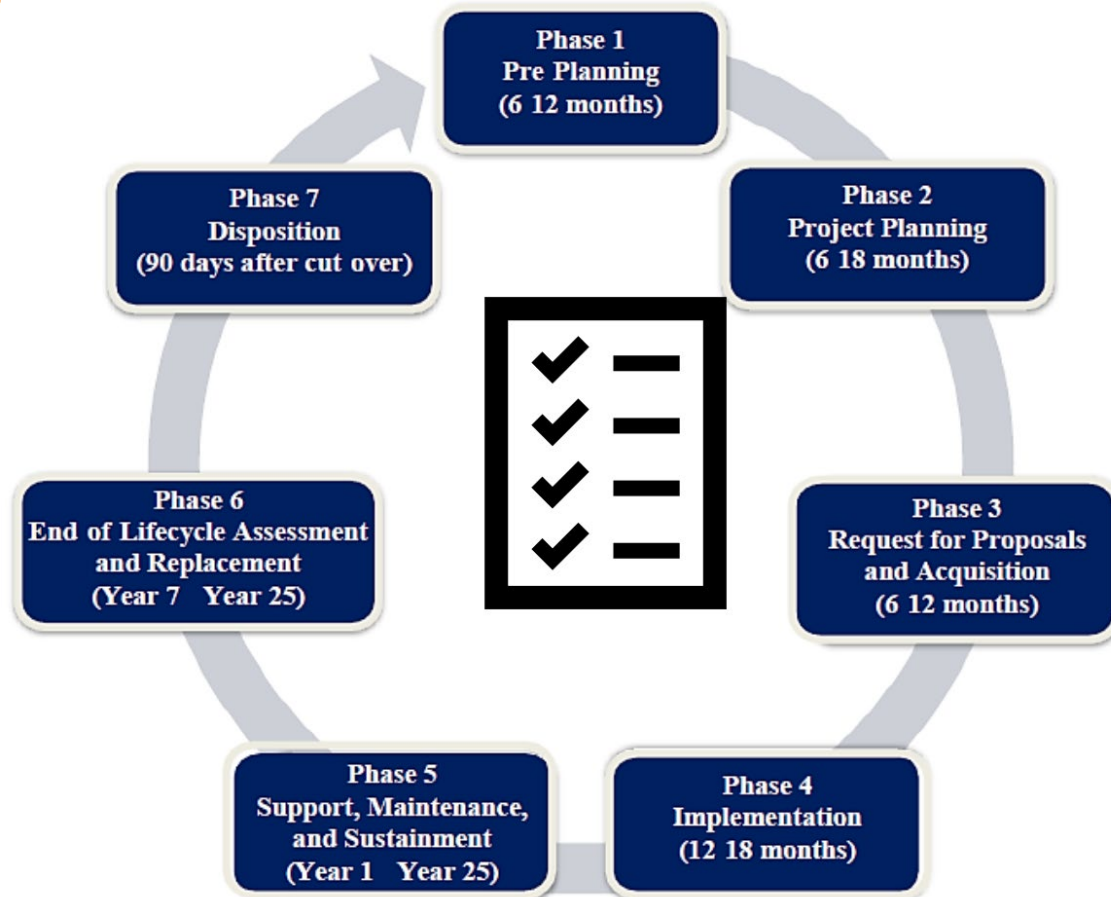 Phase 1
Pre Planning
(6 12 months)
Phase 2
Project Planning
(6 18 months)
Phase 3
Request for Proposals
and Acquisition
(6 12 months)
Phase 4
Implementation
(12 18 months)
Phase 5
Support, Maintenance,
and Sustainment
(Year 1 Year 25)
Phase 6
End of Lifecycle Assessment
and Replacement
(Year 7 Year 25)
Phase 7
Disposition
(90 days after cut over)